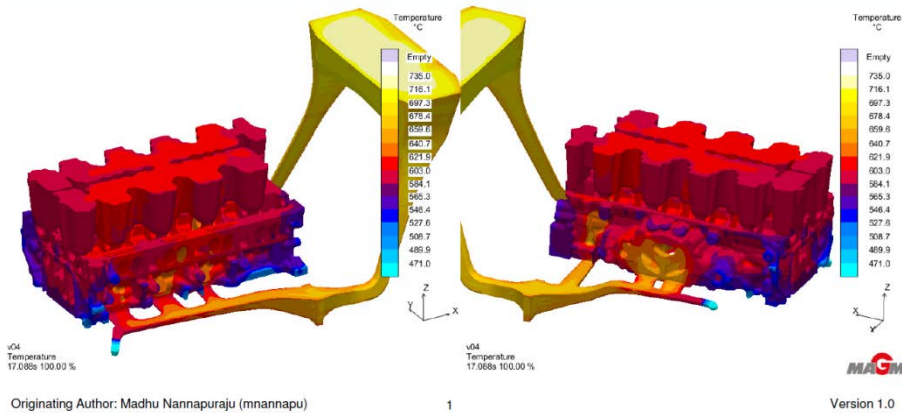 Temperature
°C
Empty
735.0
716.1
697.3
678.4
659.6
640.7
621.9
603.0
584.1
565.3
546.4
527.6
508.7
489.9
471.0
Z
Y
X
v04
Temperature
17.088s 100.00 %
Temperature
°C
Empty
735.0
716.1
697.3
678.4
659.6
640.7
621.9
603.0
584.1
565.3
546.4
527.6
508.7
489.9
471.0
Z
X
Y
v04
Temperature
17.088s 100.00 %
MAGM
Originating Author: Madhu Nannapuraju (mnannapu)
1
Version 1.0